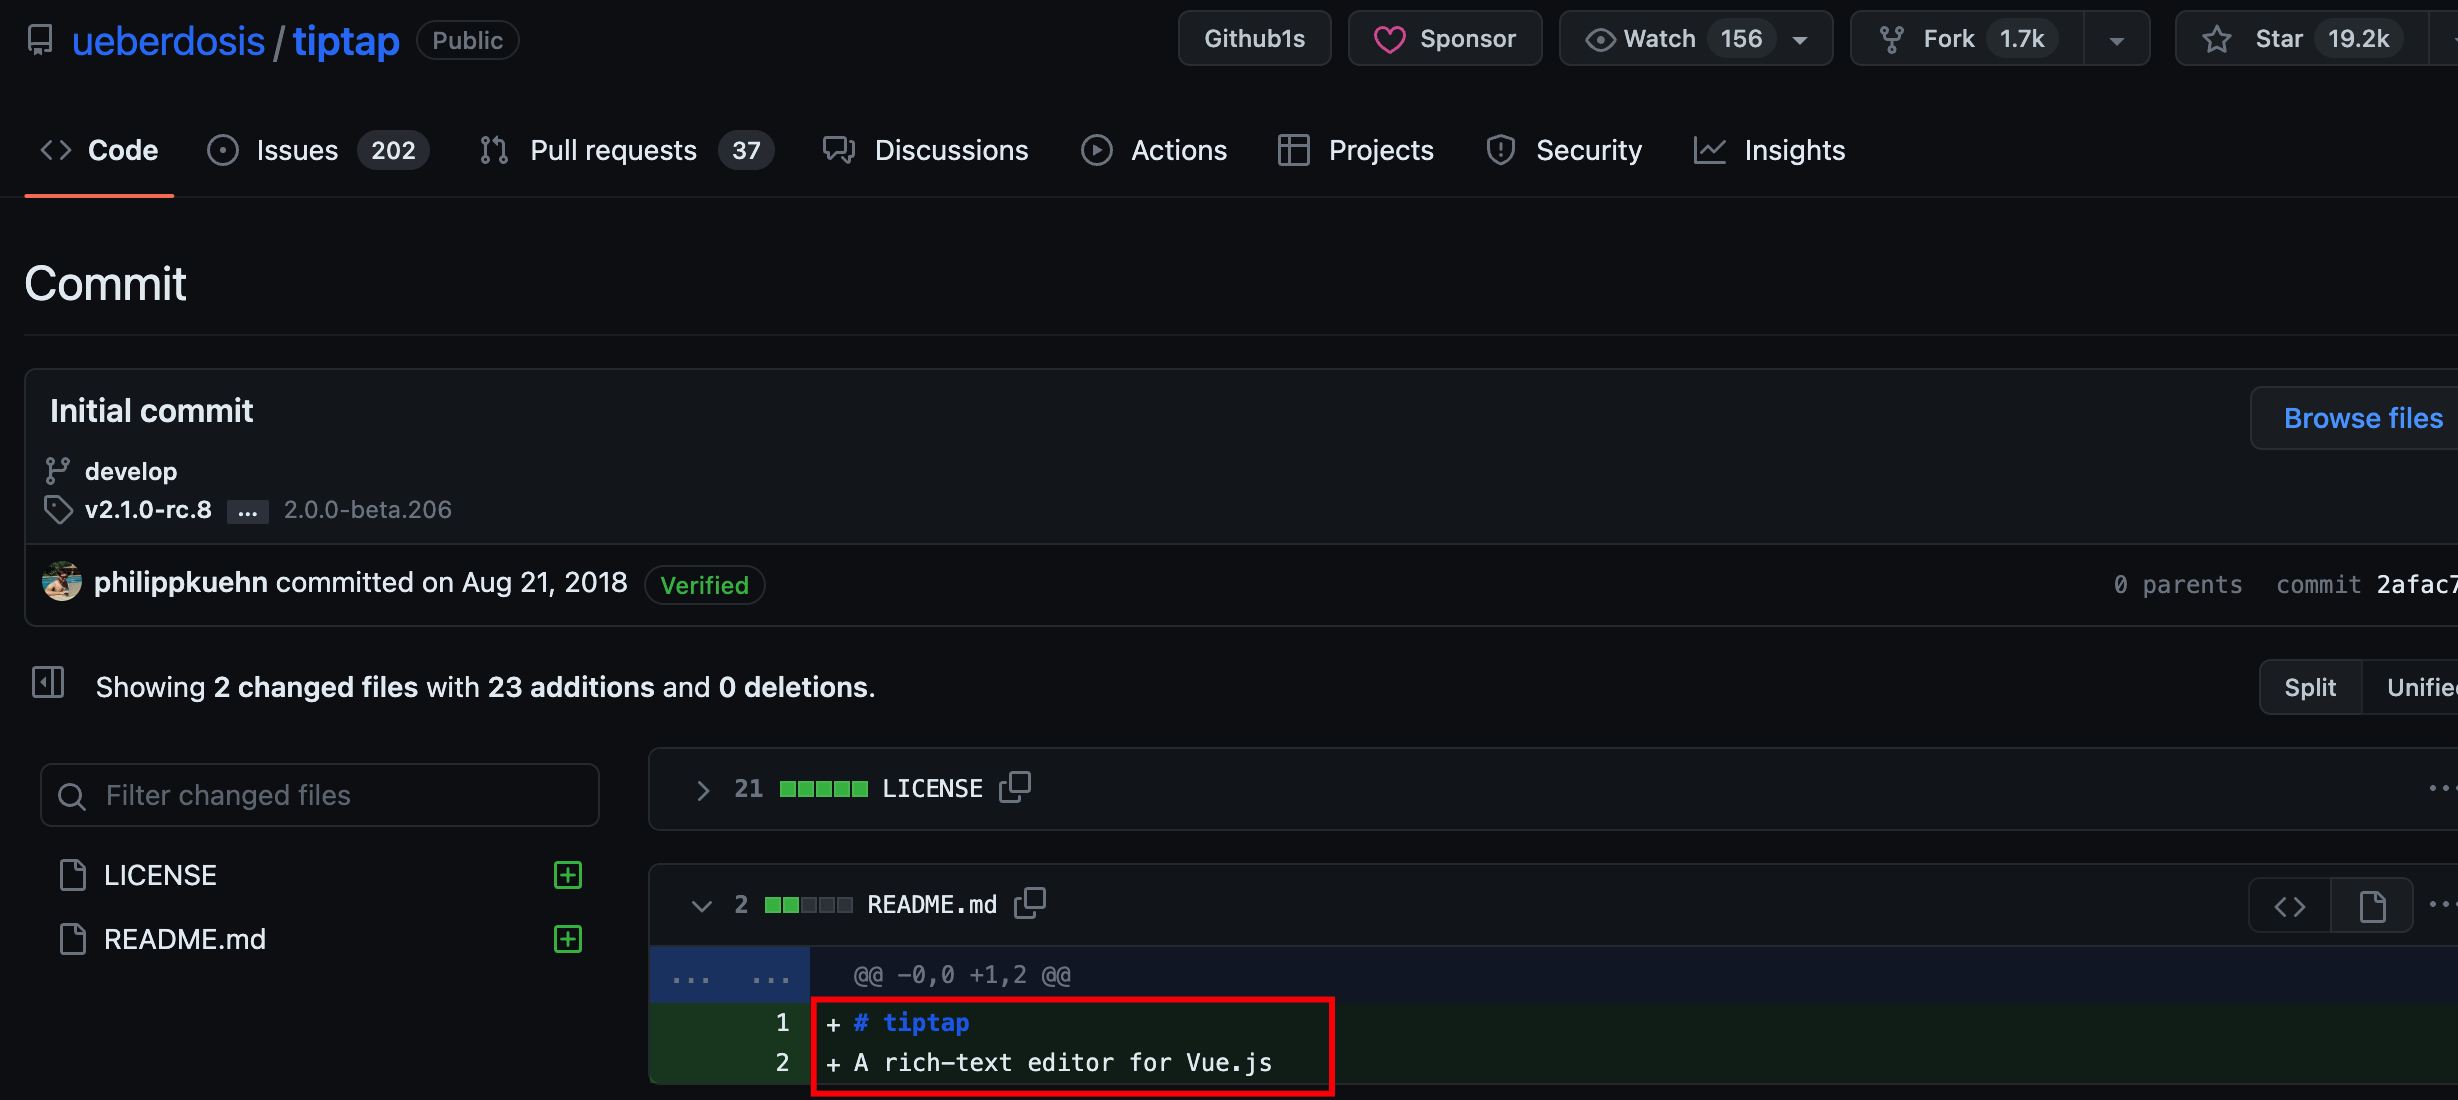 ueberdosis / tiptap Public Github1s Sponsor Watch 156 Fork 1.7k Star 19.2k
Code Issues 202 Pull requests 37 Discussions Actions Projects Security Insights
Commit
Initial commit
Browse files
develop
v2.1.0-rc.8 ... 2.0.0-beta.206
philippkuehn committed on Aug 21, 2018 Verified 0 parents commit 2afac7
Showing 2 changed files with 23 additions and 0 deletions.
Split Unified
Filter changed files
21 LICENSE
LICENSE
2 README.md
README.md
... ... @@ -0,0 +1,2 @@
1 + # tiptap
2 + A rich-text editor for Vue.js